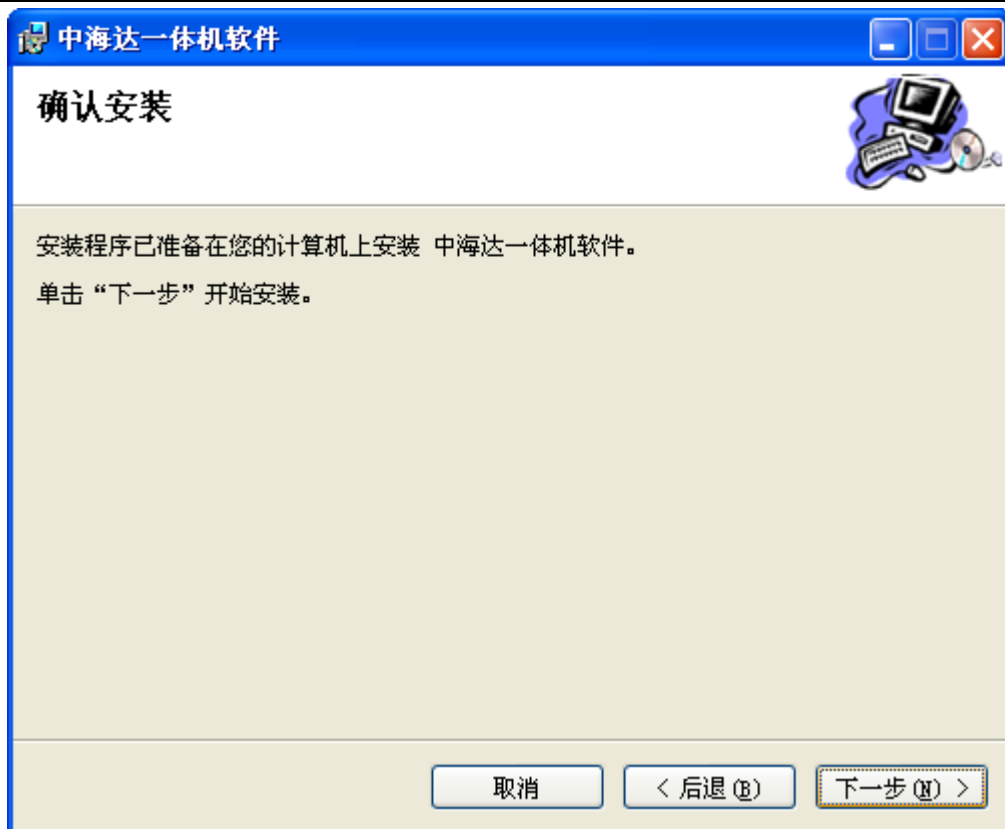 中海达一体机软件
确认安装
安装程序已准备在您的计算机上安装 中海达一体机软件。
单击“下一步”开始安装。
取消
< 后退(B)
下一步(N) >